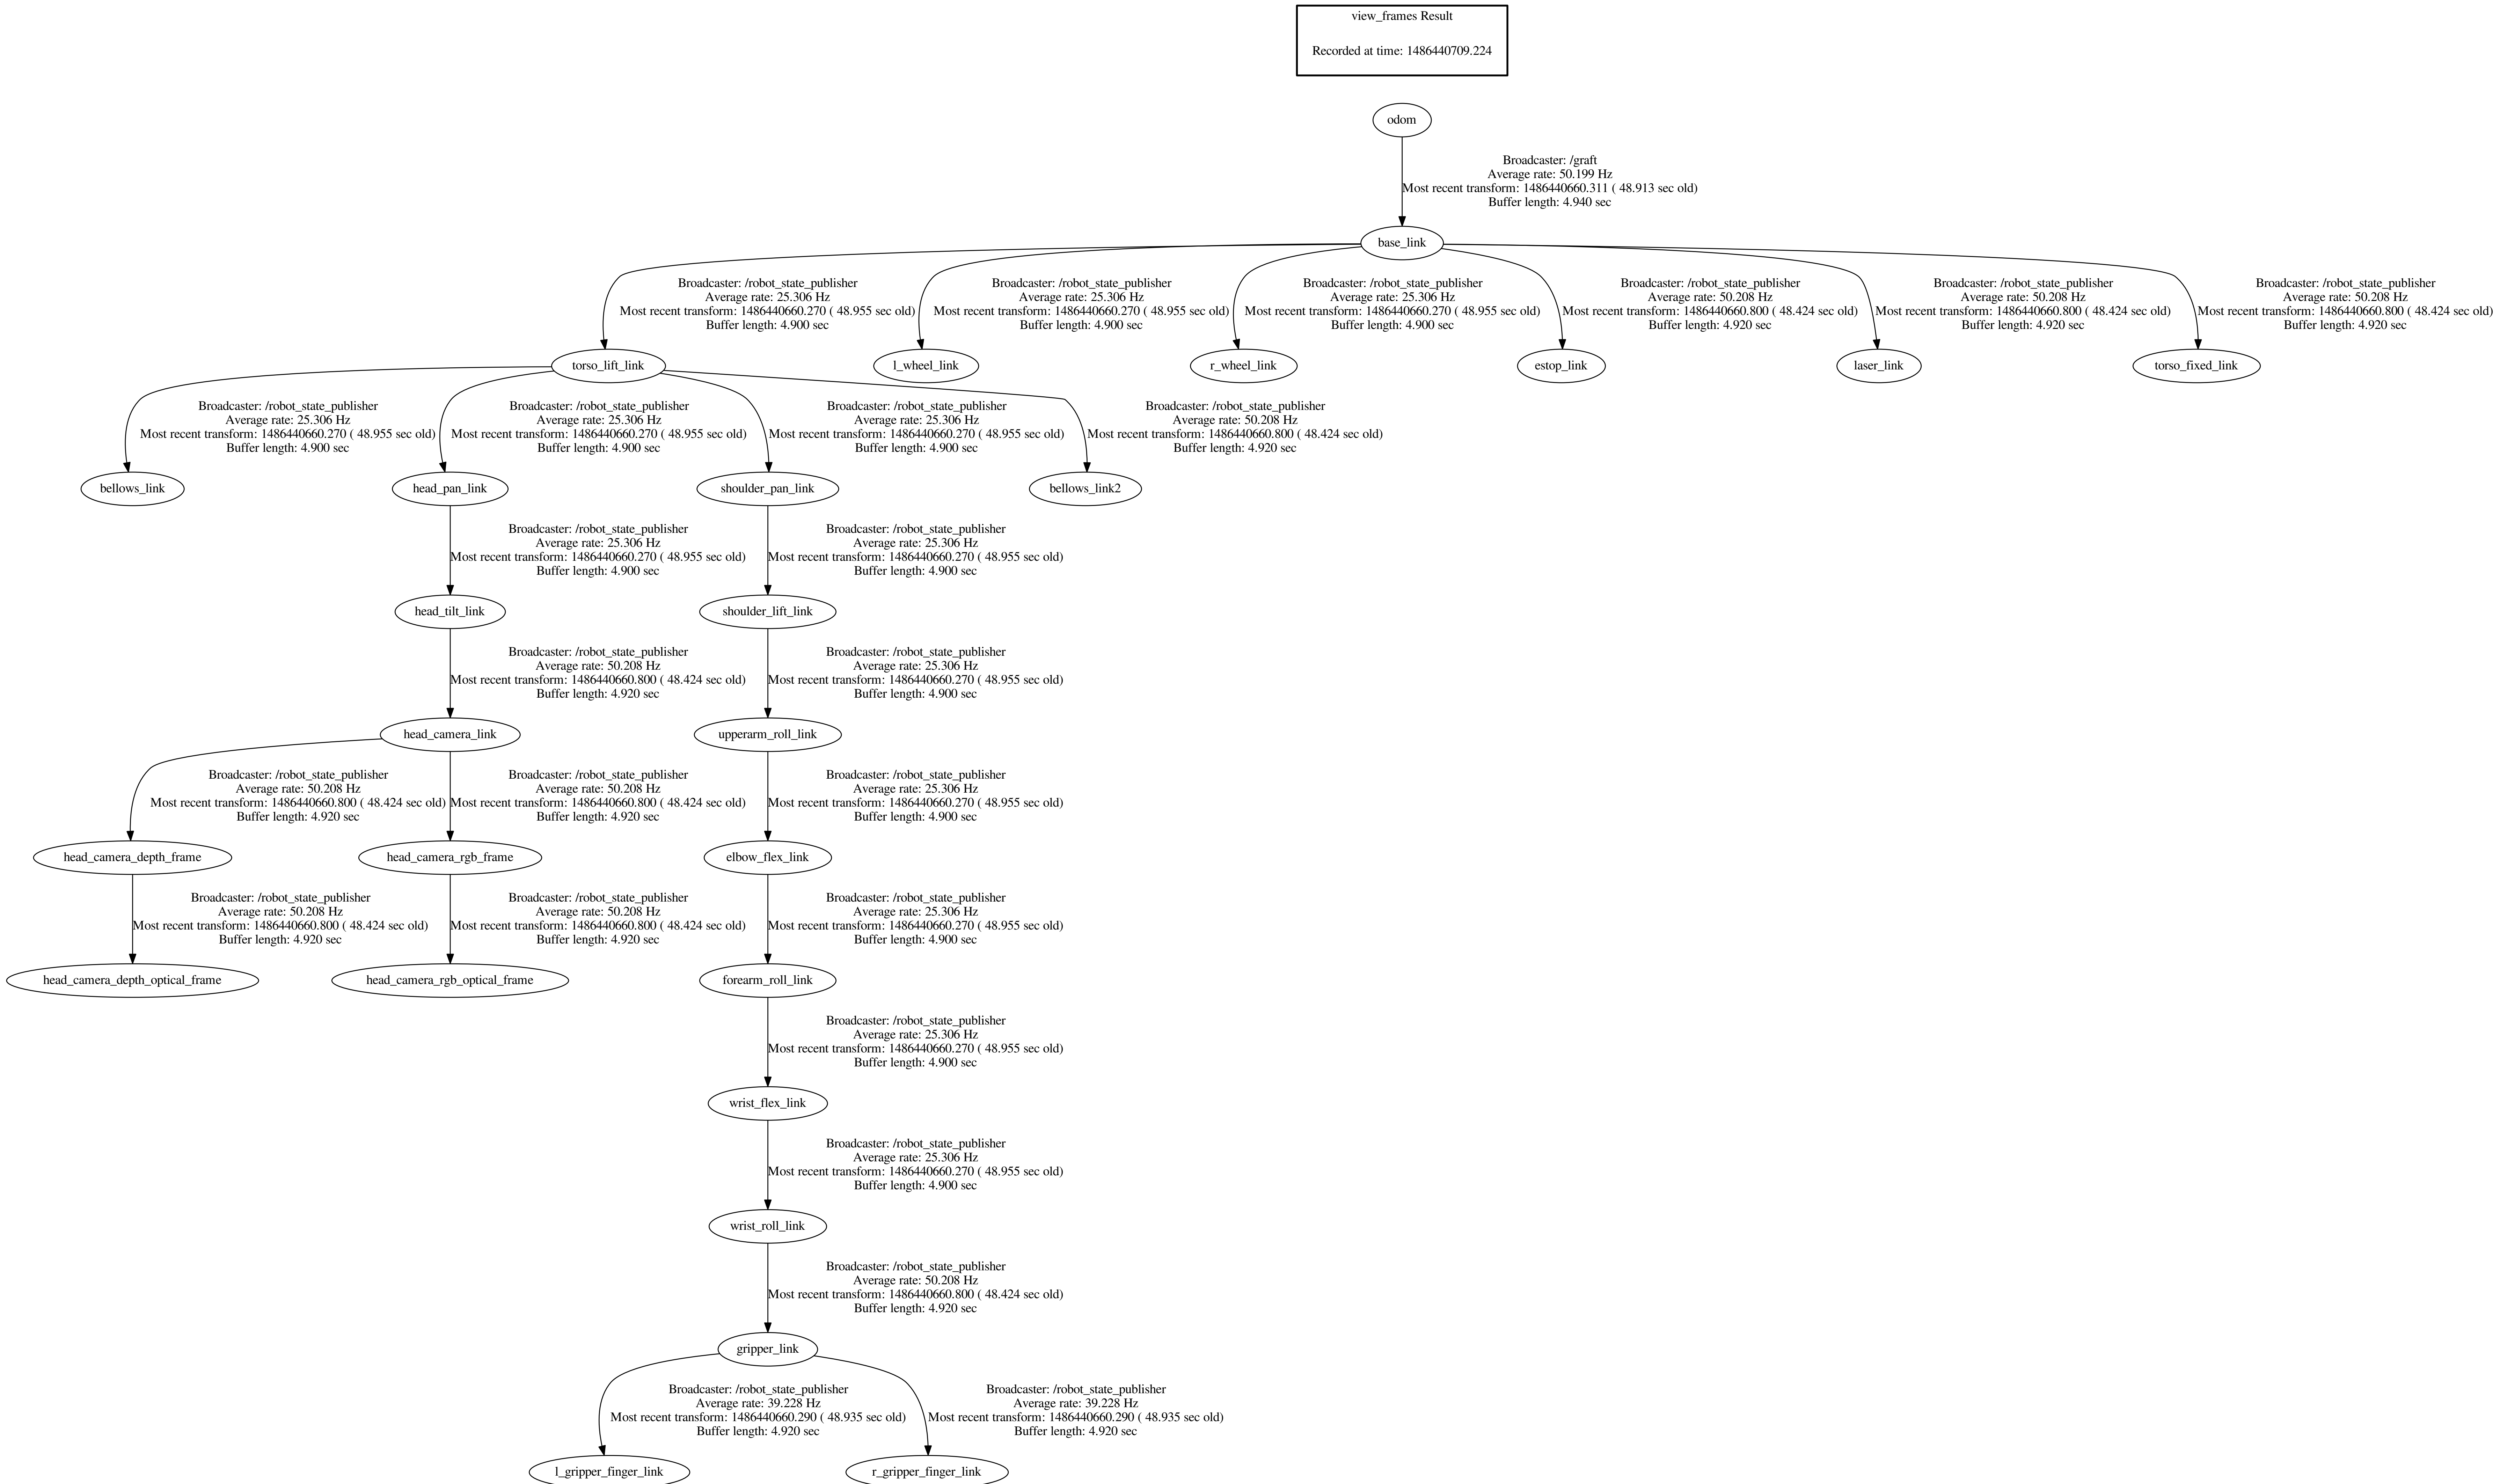 view_frames Result
Recorded at time: 1486440709.224
odom
Broadcaster: /graft
Average rate: 50.199 Hz
Most recent transform: 1486440660.311 ( 48.913 sec old)
Buffer length: 4.940 sec
base_link
Broadcaster: /robot_state_publisher
Average rate: 25.306 Hz
Most recent transform: 1486440660.270 ( 48.955 sec old)
Buffer length: 4.900 sec
Broadcaster: /robot_state_publisher
Average rate: 25.306 Hz
Most recent transform: 1486440660.270 ( 48.955 sec old)
Buffer length: 4.900 sec
Broadcaster: /robot_state_publisher
Average rate: 25.306 Hz
Most recent transform: 1486440660.270 ( 48.955 sec old)
Buffer length: 4.900 sec
Broadcaster: /robot_state_publisher
Average rate: 50.208 Hz
Most recent transform: 1486440660.800 ( 48.424 sec old)
Buffer length: 4.920 sec
Broadcaster: /robot_state_publisher
Average rate: 50.208 Hz
Most recent transform: 1486440660.800 ( 48.424 sec old)
Buffer length: 4.920 sec
Broadcaster: /robot_state_publisher
Average rate: 50.208 Hz
Most recent transform: 1486440660.800 ( 48.424 sec old)
Buffer length: 4.920 sec
torso_lift_link
l_wheel_link
r_wheel_link
estop_link
laser_link
torso_fixed_link
Broadcaster: /robot_state_publisher
Average rate: 25.306 Hz
Most recent transform: 1486440660.270 ( 48.955 sec old)
Buffer length: 4.900 sec
Broadcaster: /robot_state_publisher
Average rate: 25.306 Hz
Most recent transform: 1486440660.270 ( 48.955 sec old)
Buffer length: 4.900 sec
Broadcaster: /robot_state_publisher
Average rate: 25.306 Hz
Most recent transform: 1486440660.270 ( 48.955 sec old)
Buffer length: 4.900 sec
Broadcaster: /robot_state_publisher
Average rate: 50.208 Hz
Most recent transform: 1486440660.800 ( 48.424 sec old)
Buffer length: 4.920 sec
bellows_link
head_pan_link
shoulder_pan_link
bellows_link2
Broadcaster: /robot_state_publisher
Average rate: 25.306 Hz
Most recent transform: 1486440660.270 ( 48.955 sec old)
Buffer length: 4.900 sec
Broadcaster: /robot_state_publisher
Average rate: 25.306 Hz
Most recent transform: 1486440660.270 ( 48.955 sec old)
Buffer length: 4.900 sec
head_tilt_link
shoulder_lift_link
Broadcaster: /robot_state_publisher
Average rate: 50.208 Hz
Most recent transform: 1486440660.800 ( 48.424 sec old)
Buffer length: 4.920 sec
Broadcaster: /robot_state_publisher
Average rate: 25.306 Hz
Most recent transform: 1486440660.270 ( 48.955 sec old)
Buffer length: 4.900 sec
head_camera_link
upperarm_roll_link
Broadcaster: /robot_state_publisher
Average rate: 50.208 Hz
Most recent transform: 1486440660.800 ( 48.424 sec old)
Buffer length: 4.920 sec
Broadcaster: /robot_state_publisher
Average rate: 50.208 Hz
Most recent transform: 1486440660.800 ( 48.424 sec old)
Buffer length: 4.920 sec
Broadcaster: /robot_state_publisher
Average rate: 25.306 Hz
Most recent transform: 1486440660.270 ( 48.955 sec old)
Buffer length: 4.900 sec
head_camera_depth_frame
head_camera_rgb_frame
elbow_flex_link
Broadcaster: /robot_state_publisher
Average rate: 50.208 Hz
Most recent transform: 1486440660.800 ( 48.424 sec old)
Buffer length: 4.920 sec
Broadcaster: /robot_state_publisher
Average rate: 50.208 Hz
Most recent transform: 1486440660.800 ( 48.424 sec old)
Buffer length: 4.920 sec
Broadcaster: /robot_state_publisher
Average rate: 25.306 Hz
Most recent transform: 1486440660.270 ( 48.955 sec old)
Buffer length: 4.900 sec
head_camera_depth_optical_frame
head_camera_rgb_optical_frame
forearm_roll_link
Broadcaster: /robot_state_publisher
Average rate: 25.306 Hz
Most recent transform: 1486440660.270 ( 48.955 sec old)
Buffer length: 4.900 sec
wrist_flex_link
Broadcaster: /robot_state_publisher
Average rate: 25.306 Hz
Most recent transform: 1486440660.270 ( 48.955 sec old)
Buffer length: 4.900 sec
wrist_roll_link
Broadcaster: /robot_state_publisher
Average rate: 50.208 Hz
Most recent transform: 1486440660.800 ( 48.424 sec old)
Buffer length: 4.920 sec
gripper_link
Broadcaster: /robot_state_publisher
Average rate: 39.228 Hz
Most recent transform: 1486440660.290 ( 48.935 sec old)
Buffer length: 4.920 sec
Broadcaster: /robot_state_publisher
Average rate: 39.228 Hz
Most recent transform: 1486440660.290 ( 48.935 sec old)
Buffer length: 4.920 sec
l_gripper_finger_link
r_gripper_finger_link